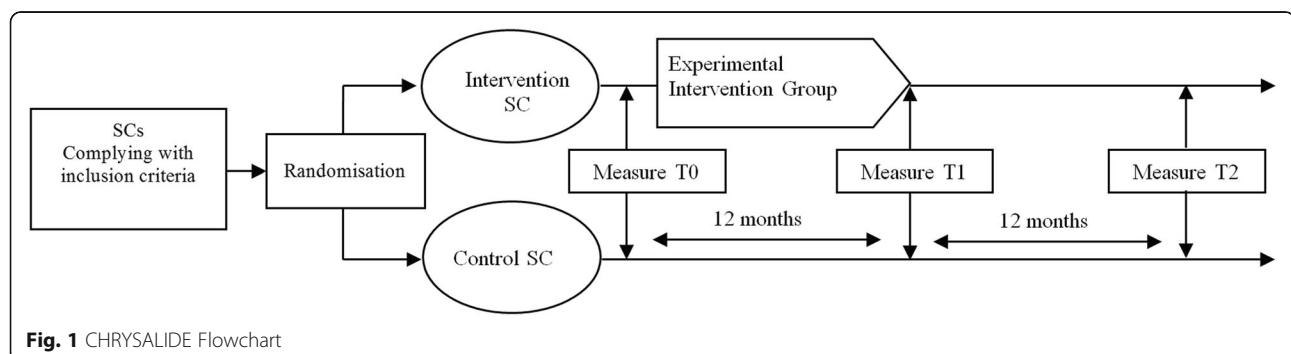 SCs
Complying with
inclusion criteria
Randomisation
Intervention
SC
Control SC
Experimental
Intervention Group
Measure T0
Measure T1
Measure T2
12 months
12 months
Fig. 1 CHRYSALIDE Flowchart